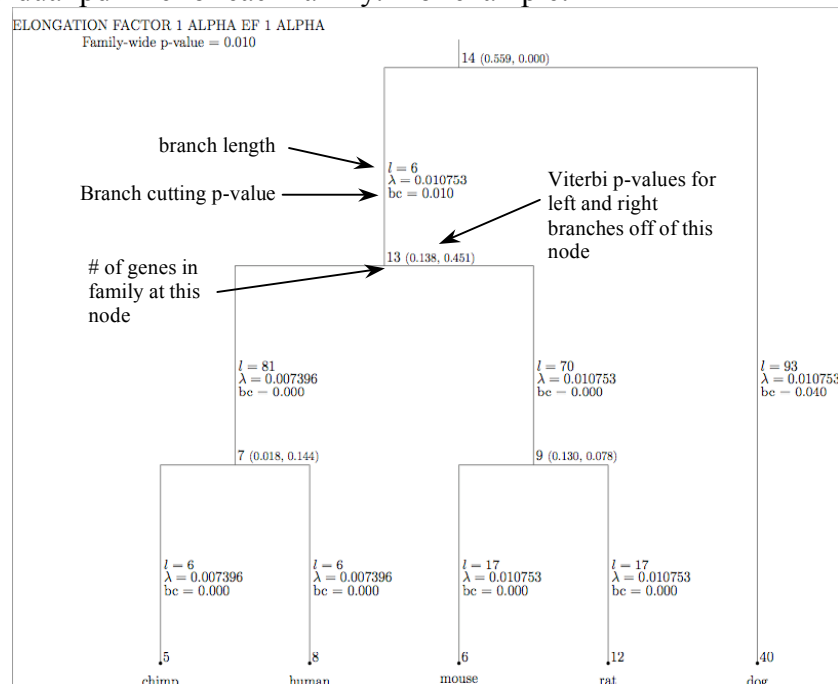 ELONGATION FACTOR 1 ALPHA EF 1 ALPHA
Family-wide p-value = 0.010
14 (0.559, 0.000)
branch length
l = 6
λ = 0.010753
bc = 0.010
Branch cutting p-value
Viterbi p-values for
left and right
branches off of this
node
13 (0.138, 0.451)
# of genes in
family at this
node
l = 81
λ = 0.007396
bc = 0.000
l = 70
λ = 0.010753
bc = 0.000
l = 93
λ = 0.010753
bc = 0.040
7 (0.018, 0.144)
9 (0.130, 0.078)
l = 6
λ = 0.007396
bc = 0.000
l = 6
λ = 0.007396
bc = 0.000
l = 17
λ = 0.010753
bc = 0.000
l = 17
λ = 0.010753
bc = 0.000
5
8
6
12
40
chimp
human
mouse
rat
dog